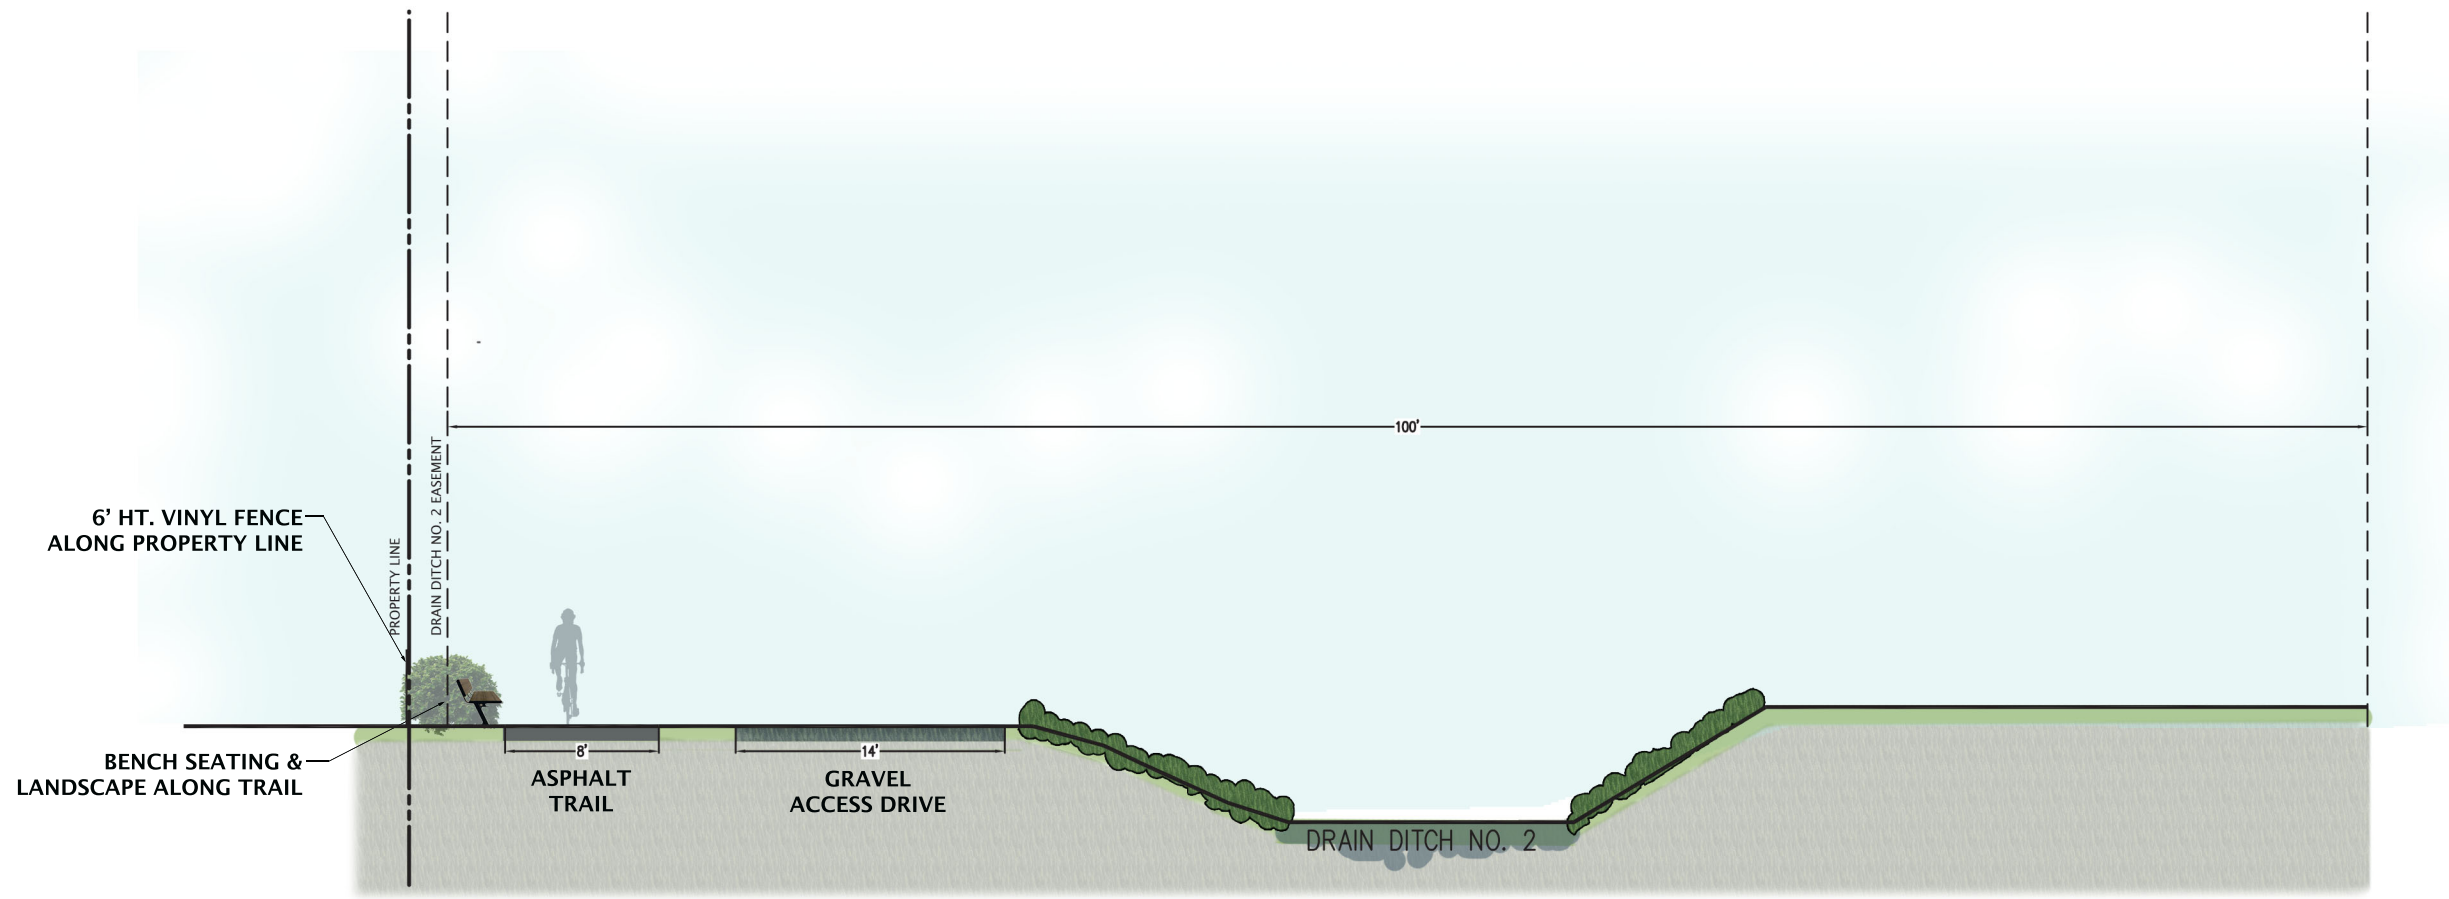 100'
6' HT. VINYL FENCE
ALONG PROPERTY LINE
PROPERTY LINE
DRAIN DITCH NO. 2 EASEMENT
BENCH SEATING &
LANDSCAPE ALONG TRAIL
8'
ASPHALT
TRAIL
14'
GRAVEL
ACCESS DRIVE
DRAIN DITCH NO. 2